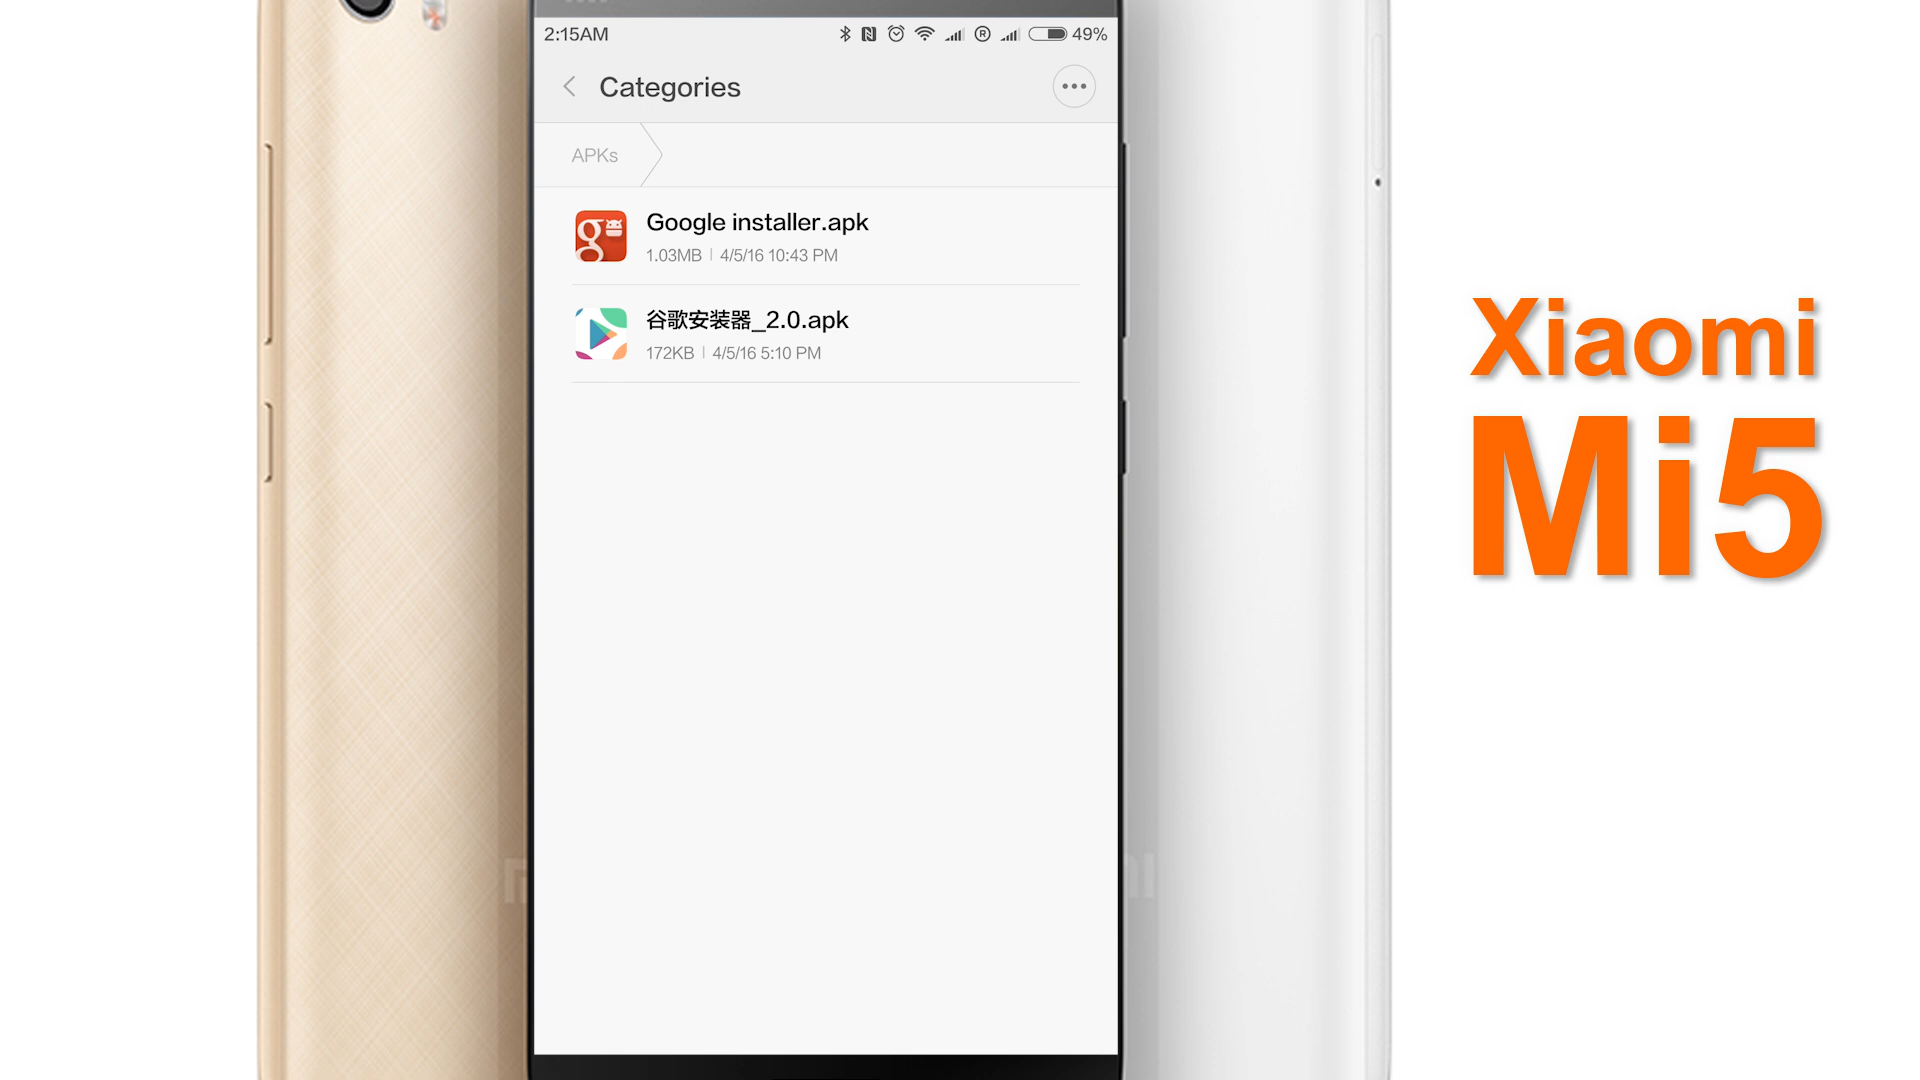 2:15AM
49%
Categories
APKs
Google installer.apk
1.03MB | 4/5/16 10:43 PM
谷歌安装器_2.0.apk
172KB | 4/5/16 5:10 PM
Xiaomi
Mi5